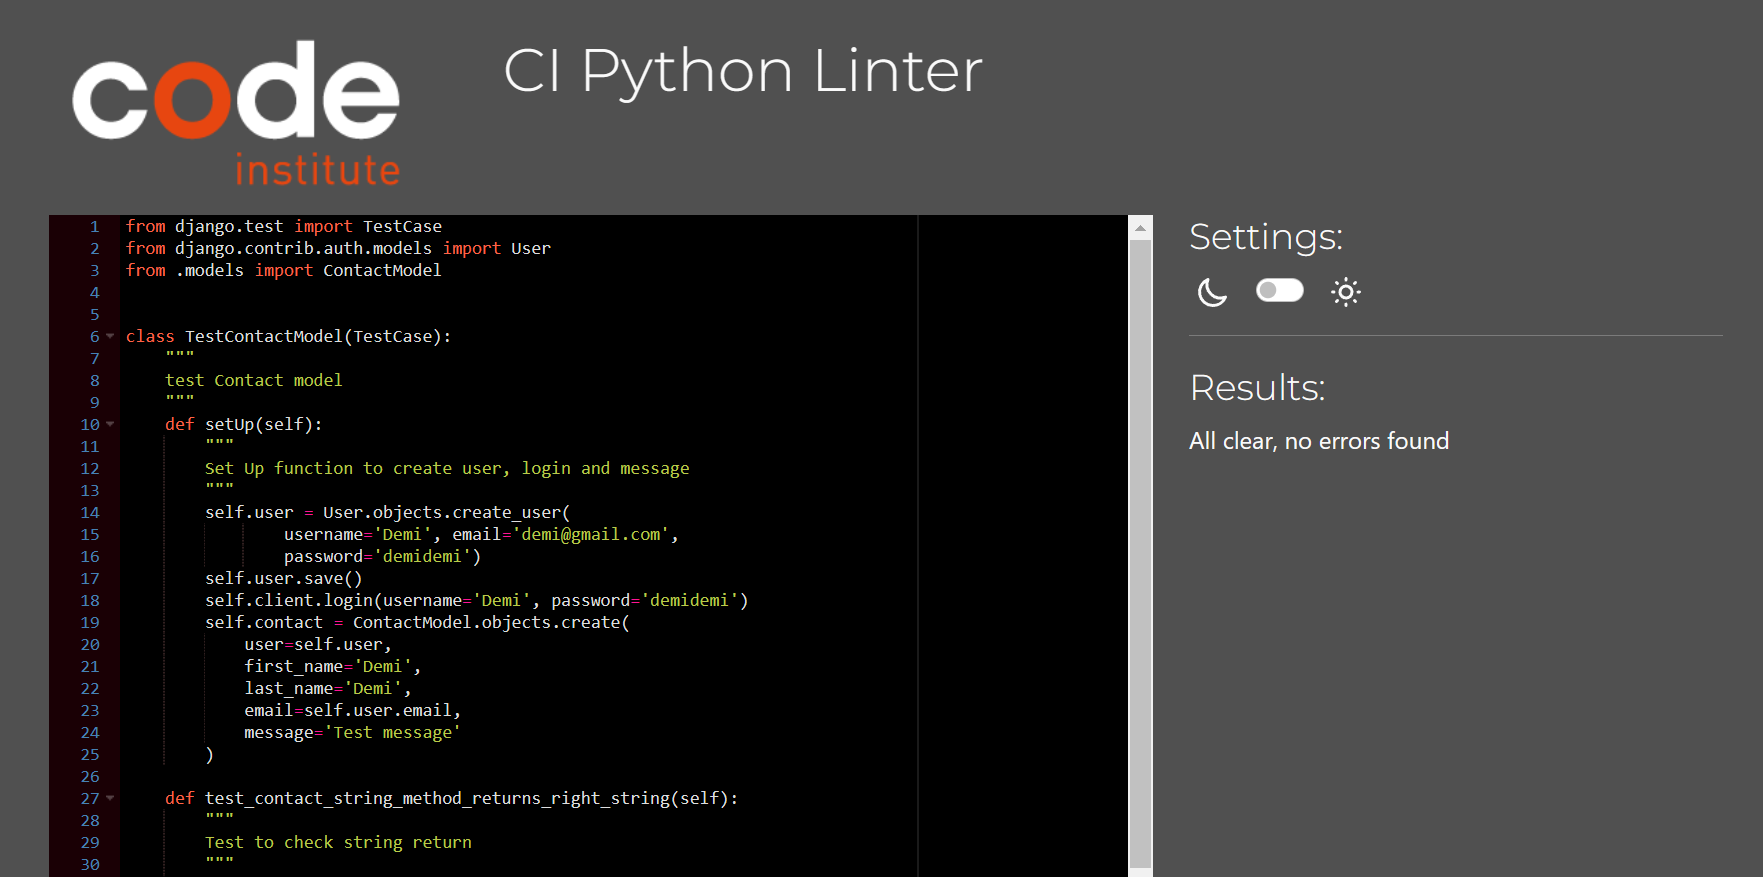 code
institute
CI Python Linter
1 from django.test import TestCase
2 from django.contrib.auth.models import User
3 from .models import ContactModel
4
5
6 class TestContactModel(TestCase):
7     """
8     test Contact model
9     """
10     def setUp(self):
11         """
12         Set Up function to create user, login and message
13         """
14         self.user = User.objects.create_user(
15                 username='Demi', email='demi@gmail.com',
16                 password='demidemi')
17         self.user.save()
18         self.client.login(username='Demi', password='demidemi')
19         self.contact = ContactModel.objects.create(
20             user=self.user,
21             first_name='Demi',
22             last_name='Demi',
23             email=self.user.email,
24             message='Test message'
25         )
26
27     def test_contact_string_method_returns_right_string(self):
28         """
29         Test to check string return
30         """
Settings:
Results:
All clear, no errors found